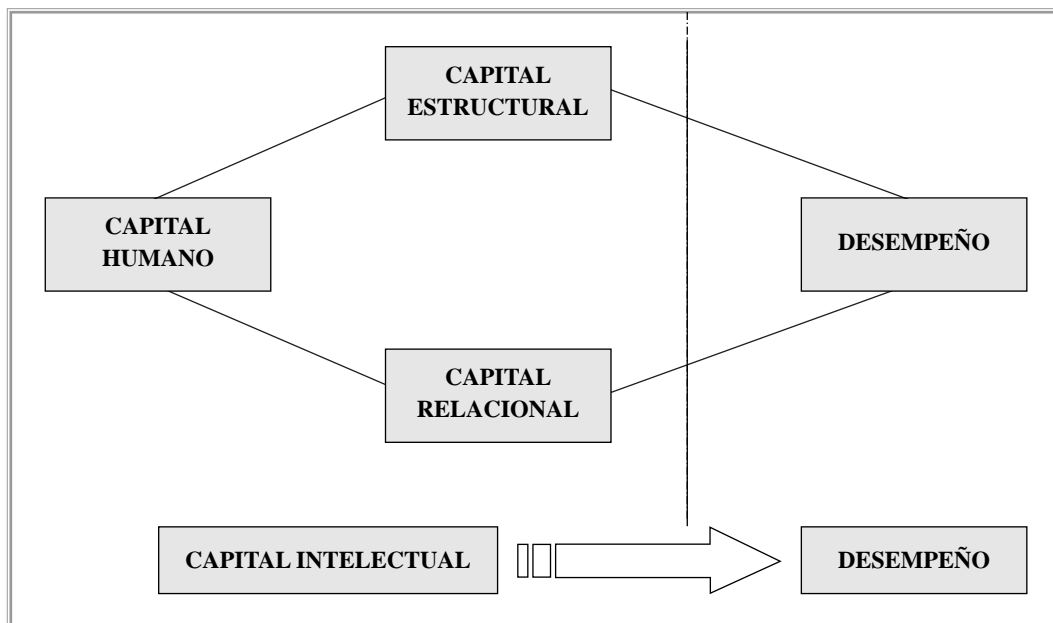 CAPITAL
ESTRUCTURAL
CAPITAL
HUMANO
DESEMPEÑO
CAPITAL
RELACIONAL
CAPITAL INTELECTUAL
DESEMPEÑO